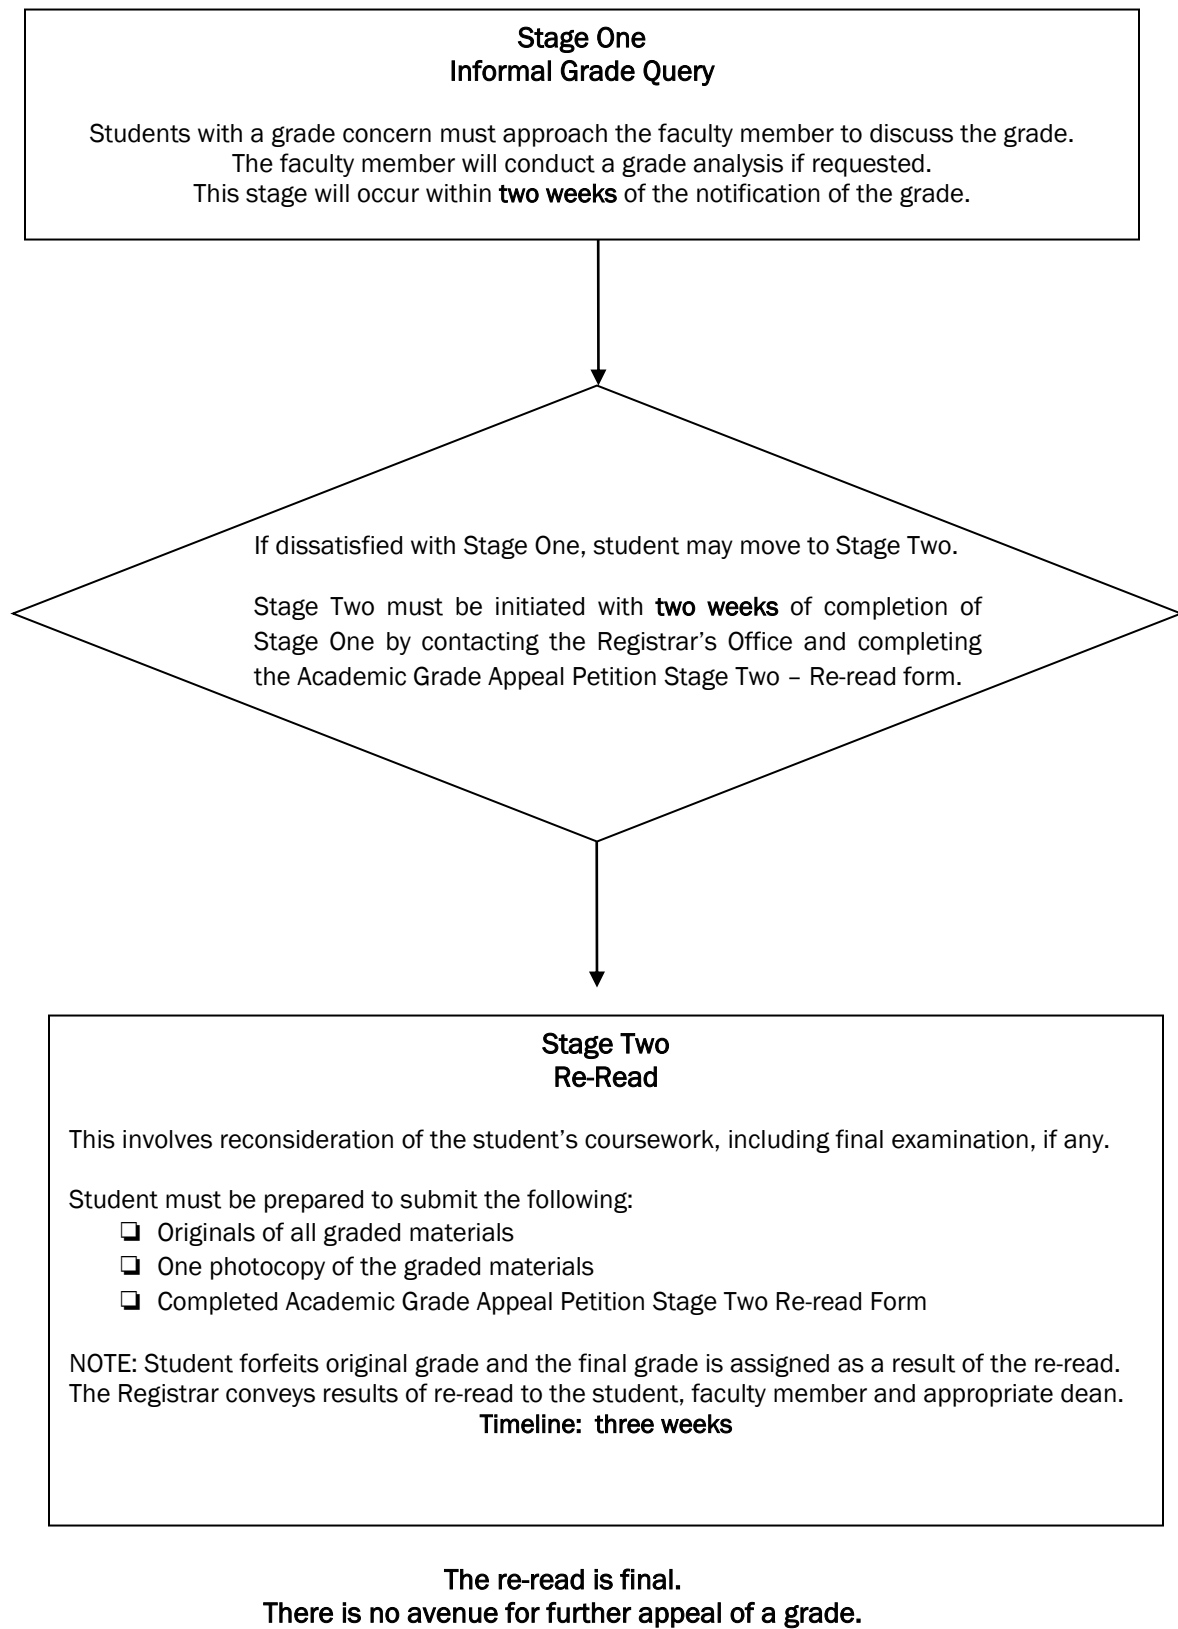 Stage One
Informal Grade Query
Students with a grade concern must approach the faculty member to discuss the grade.
The faculty member will conduct a grade analysis if requested.
This stage will occur within two weeks of the notification of the grade.
If dissatisfied with Stage One, student may move to Stage Two.
Stage Two must be initiated with two weeks of completion of
Stage One by contacting the Registrar's Office and completing
the Academic Grade Appeal Petition Stage Two – Re-read form.
Stage Two
Re-Read
This involves reconsideration of the student's coursework, including final examination, if any.
Student must be prepared to submit the following:
❏ Originals of all graded materials
❏ One photocopy of the graded materials
❏ Completed Academic Grade Appeal Petition Stage Two Re-read Form
NOTE: Student forfeits original grade and the final grade is assigned as a result of the re-read.
The Registrar conveys results of re-read to the student, faculty member and appropriate dean.
Timeline: three weeks
The re-read is final.
There is no avenue for further appeal of a grade.